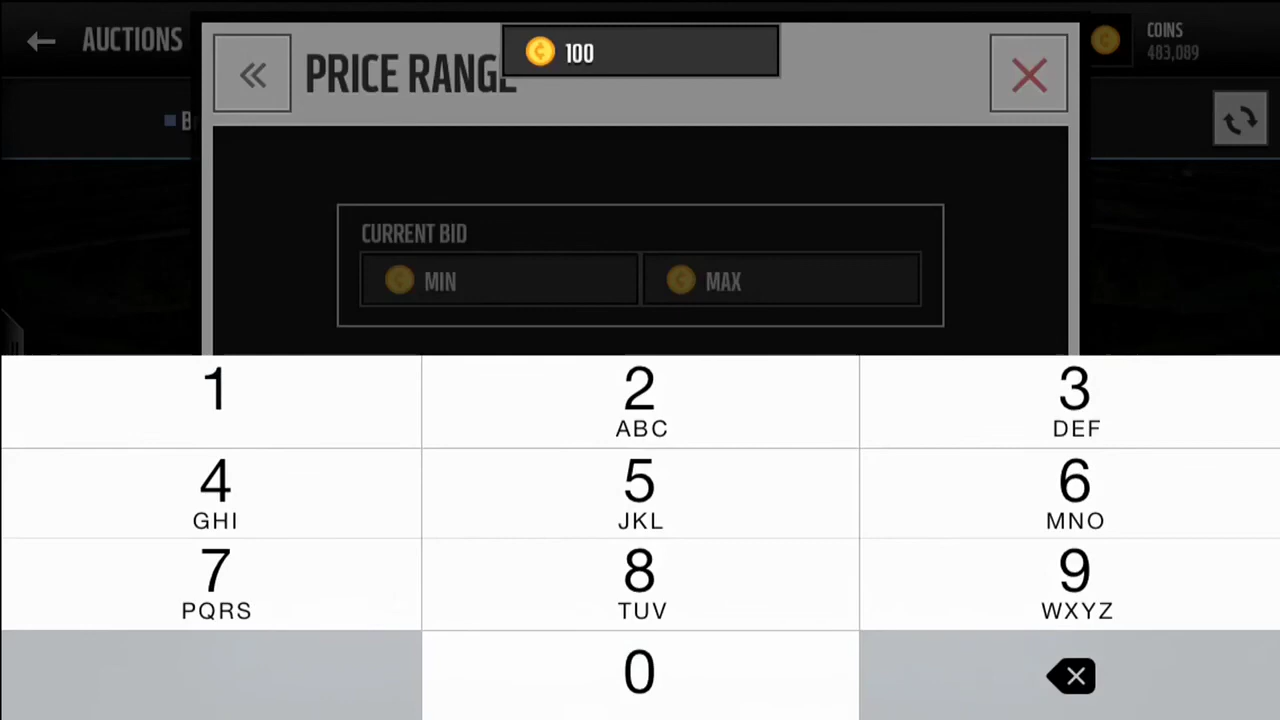 AUCTIONS
PRICE RANGE
100
COINS
483,089
B
CURRENT BID
MIN
MAX
1
2
ABC
3
DEF
4
GHI
5
JKL
6
MNO
7
PQRS
8
TUV
9
WXYZ
0